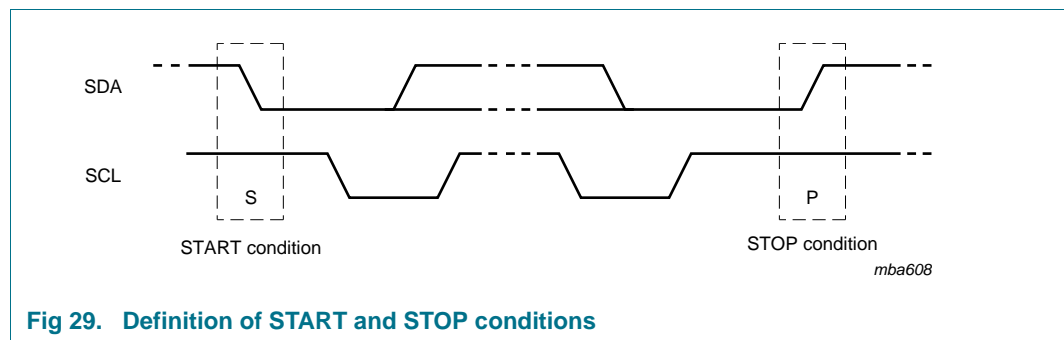 SDA
SCL
S
P
START condition
STOP condition
mba608
Fig 29. Definition of START and STOP conditions